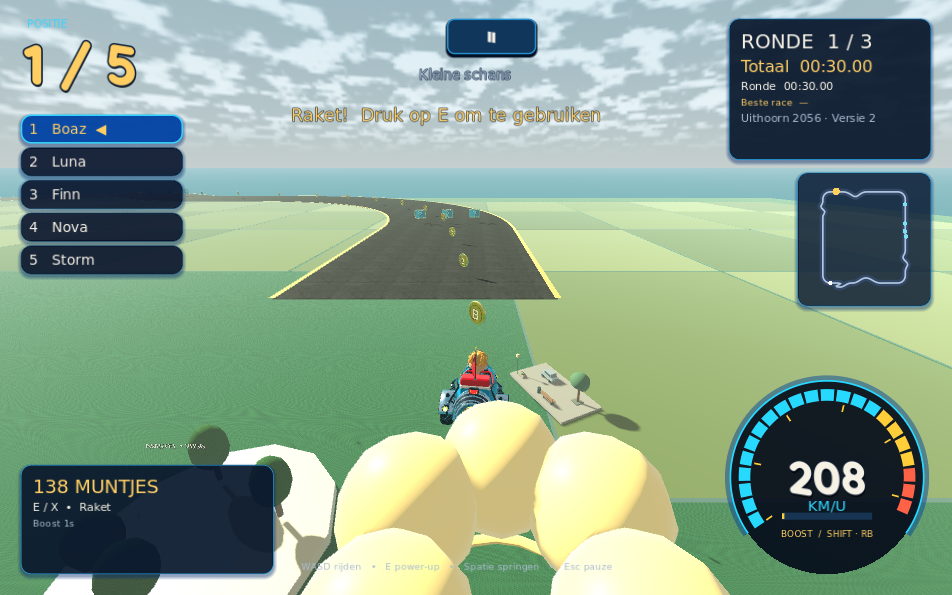 POSITIE
1/5
1 Boaz ◀
2 Luna
3 Finn
4 Nova
5 Storm
Kleine schans
Raket! Druk op E om te gebruiken
RONDE 1 / 3
Totaal 00:30.00
Ronde 00:30.00
Beste race —
Uithoorn 2056 · Versie 2
138 MUNTJES
E / X • Raket
Boost 1s
208
KM/U
BOOST / SHIFT · RB
WASD rijden • E power-up • Spatie springen • Esc pauze